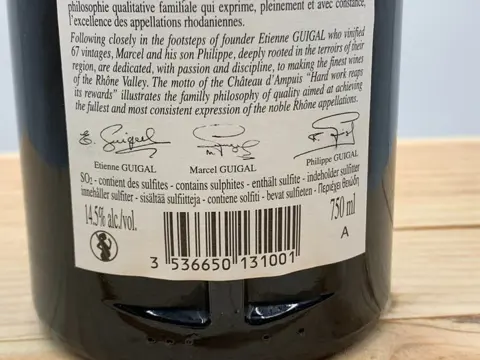 philosophie qualitative familiale qui exprime, pleinement et avec constance,
l'excellence des appellations rhodaniennes.
Following closely in the footsteps of founder Etienne GUIGAL who vinified
67 vintages, Marcel and his son Philippe, deeply rooted in the terroirs of their
region, are dedicated, with passion and discipline, to making the finest wines
of the Rhône Valley. The motto of the Château d'Ampuis "Hard work reaps
its rewards" illustrates the familly philosophy of quality aimed at achieving
the fullest and most consistent expression of the noble Rhône appellations.
E. Guigal
Etienne GUIGAL
Marcel GUIGAL
Philippe GUIGAL
SO₂ - contient des sulfites - contains sulphites - enthält sulfite - indeholder sulfitter
innehåller sulfiter - sisältää sulfiitteja - contiene solfiti - bevat sulfieten - Περιέχει θειώδη
14.5% alc./vol.
750 ml
A
3 536650 131001